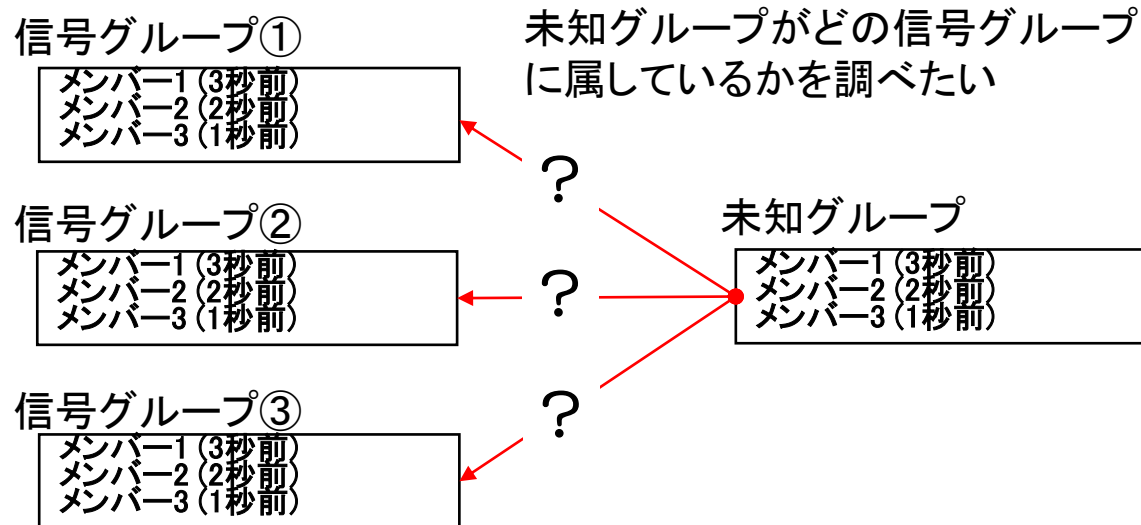 信号グループ①
メンバー1 (3秒前)
メンバー2 (2秒前)
メンバー3 (1秒前)
未知グループがどの信号グループ
に属しているかを調べたい
?
信号グループ②
メンバー1 (3秒前)
メンバー2 (2秒前)
メンバー3 (1秒前)
?
未知グループ
メンバー1 (3秒前)
メンバー2 (2秒前)
メンバー3 (1秒前)
信号グループ③
メンバー1 (3秒前)
メンバー2 (2秒前)
メンバー3 (1秒前)
?